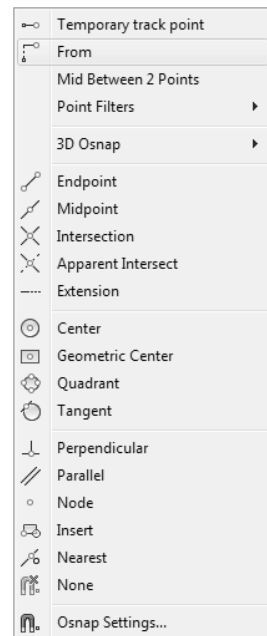 Temporary track point
From
Mid Between 2 Points
Point Filters
3D Osnap
Endpoint
Midpoint
Intersection
Apparent Intersect
Extension
Center
Geometric Center
Quadrant
Tangent
Perpendicular
Parallel
Node
Insert
Nearest
None
Osnap Settings...